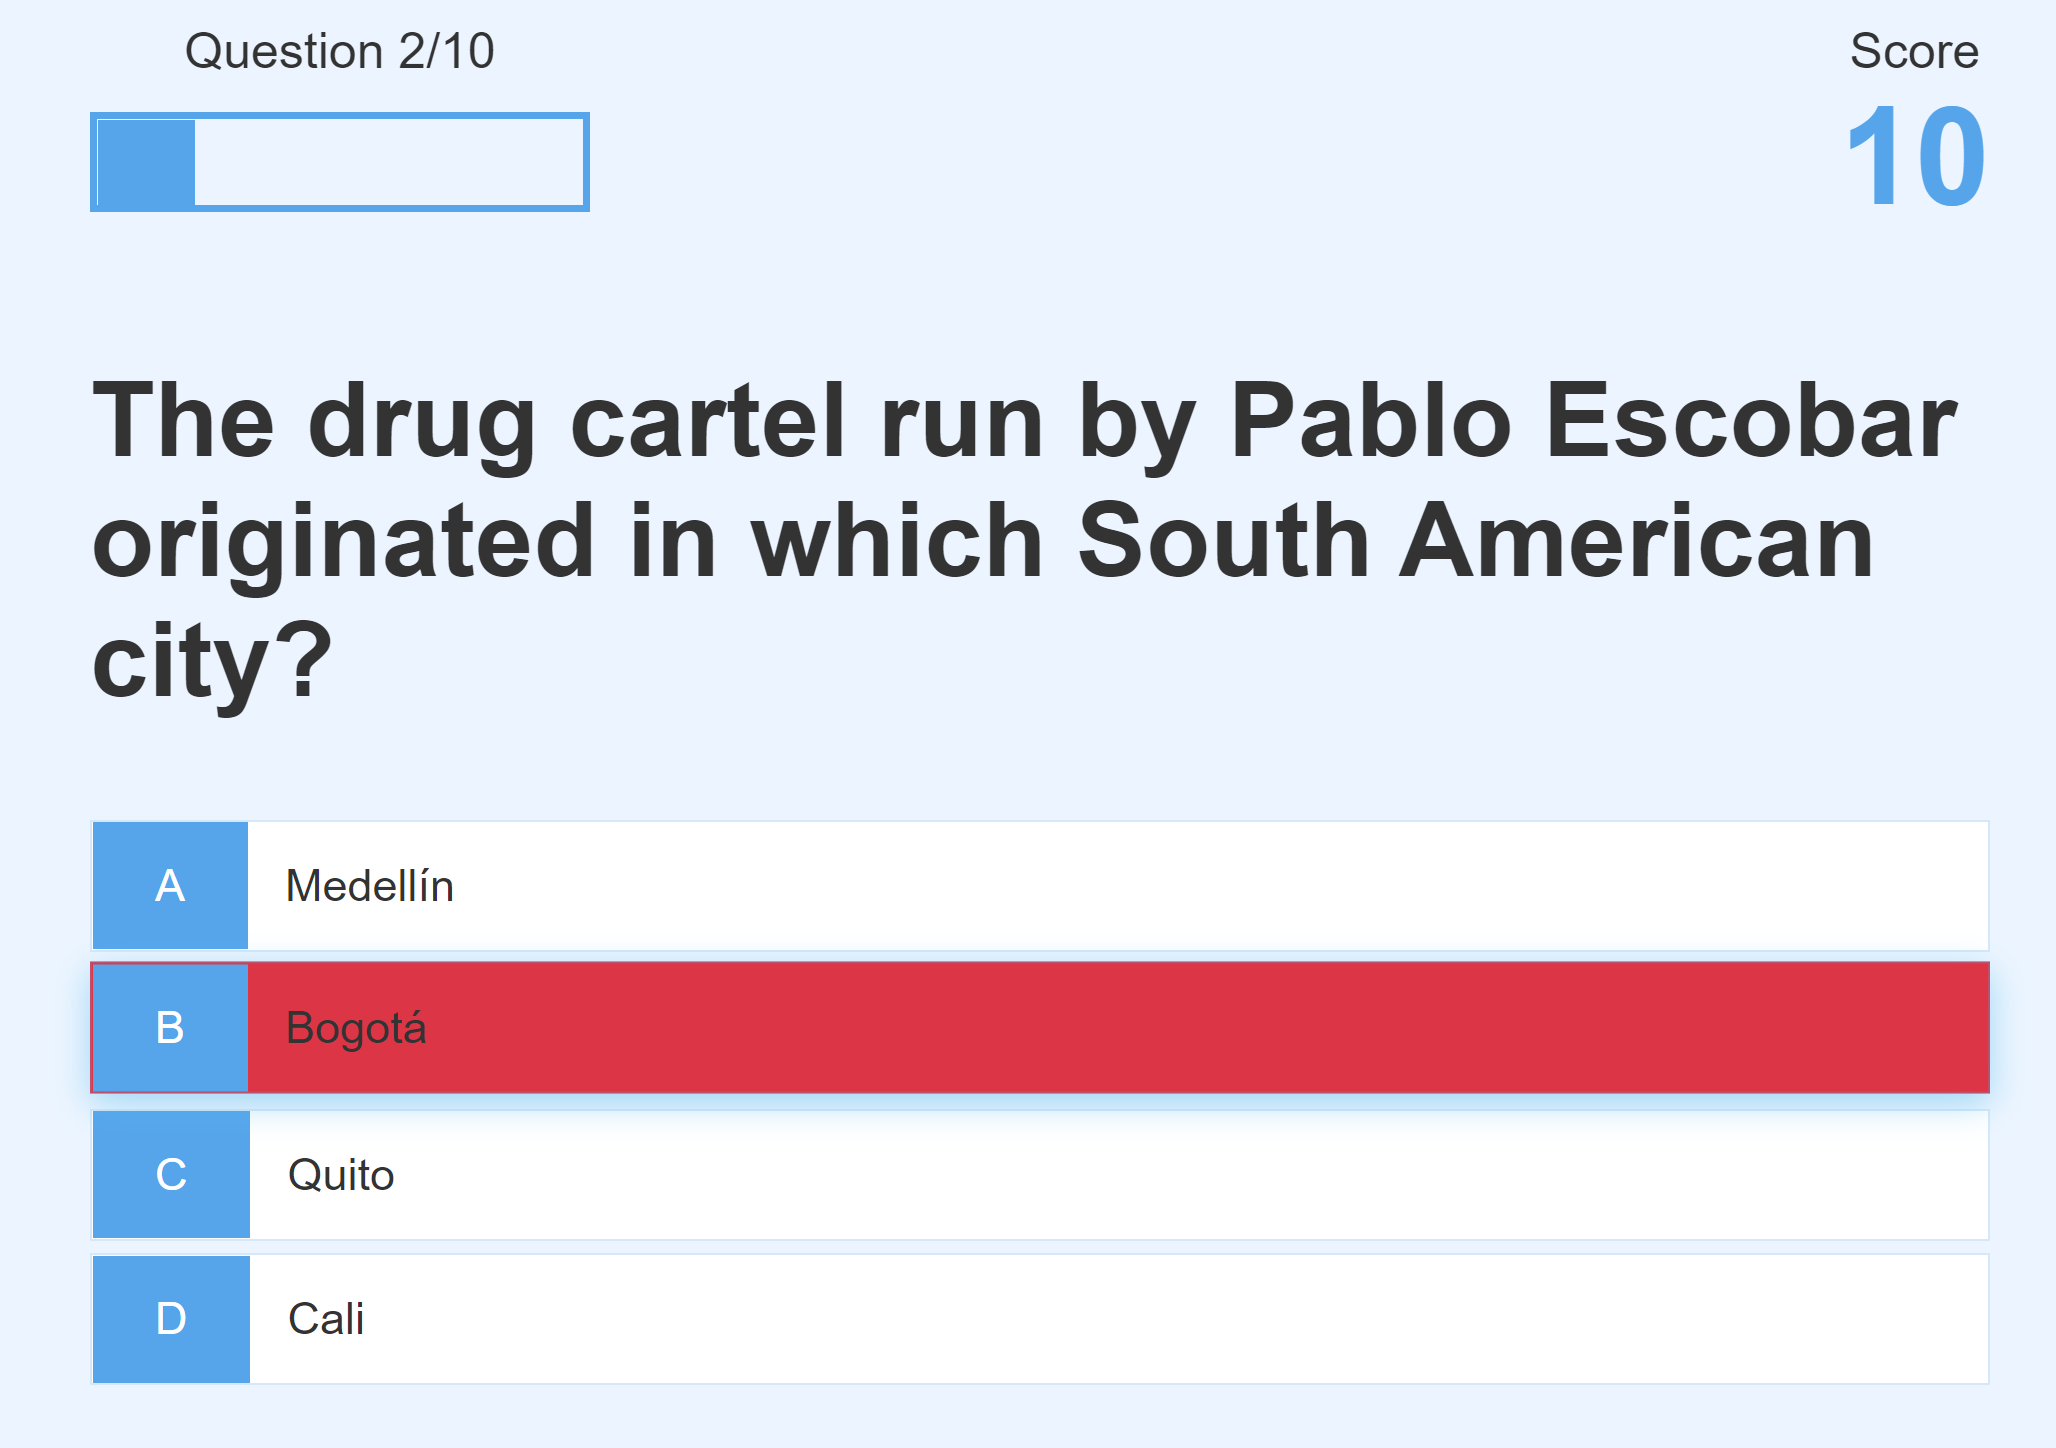 Question 2/10
Score
10
The drug cartel run by Pablo Escobar
originated in which South American
city?
A Medellín
B Bogotá
C Quito
D Cali